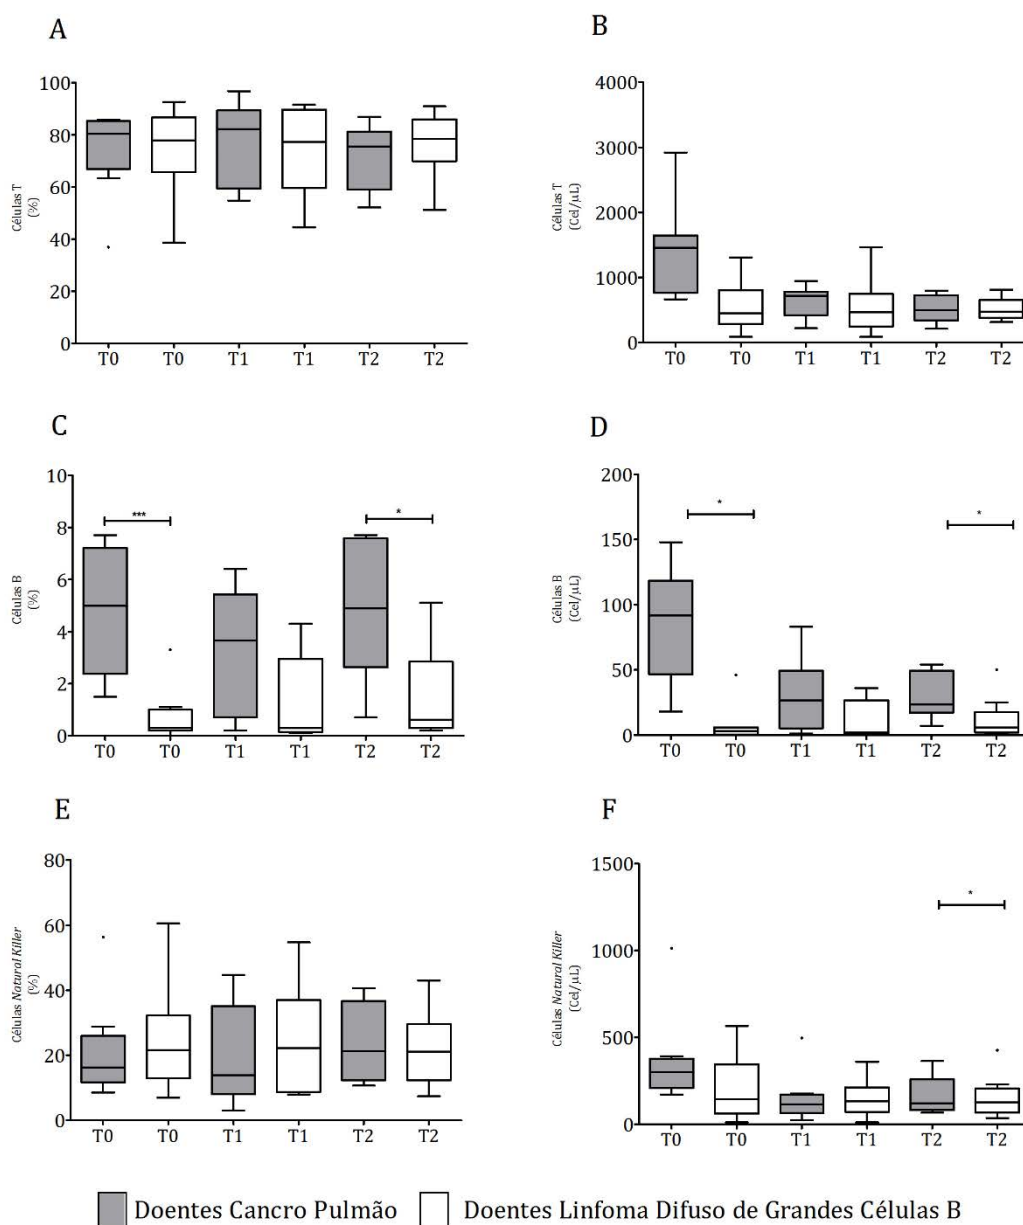 A
Células T
(%)
100
80
60
40
20
0
T0 T0 T1 T1 T2 T2
B
Células T
(Cel/µL)
4000
3000
2000
1000
0
T0 T0 T1 T1 T2 T2
C
Células B
(%)
10
8
6
4
2
0
*** *
T0 T0 T1 T1 T2 T2
D
Células B
(Cel/µL)
200
150
100
50
0
* *
T0 T0 T1 T1 T2 T2
E
Células Natural Killer
(%)
80
60
40
20
0
T0 T0 T1 T1 T2 T2
F
Células Natural Killer
(Cel/µL)
1500
1000
500
0
*
T0 T0 T1 T1 T2 T2
Doentes Cancro Pulmão Doentes Linfoma Difuso de Grandes Células B